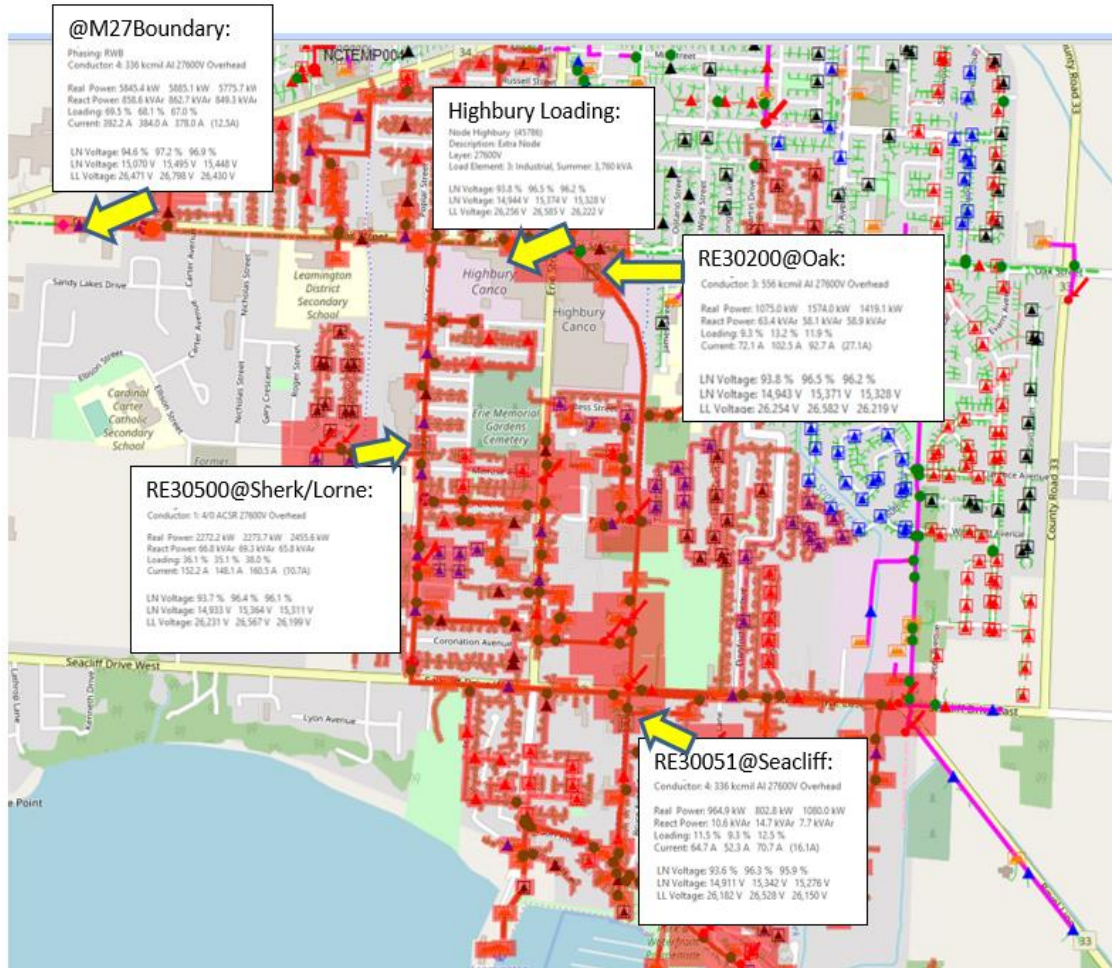 @M27Boundary:
Phasing: RWB
Conductor: 4: 336 kcmil Al 27600V Overhead
Real Power: 5845.4 kW 5885.1 kW 5775.7 kW
React Power: 858.6 kVAr 862.7 kVAr 849.3 kVAr
Loading: 69.5 % 68.1 % 67.0 %
Current: 392.2 A 384.0 A 378.0 A (12.5A)
LN Voltage: 94.6 % 97.2 % 96.9 %
LN Voltage: 15,070 V 15,495 V 15,448 V
LL Voltage: 26,471 V 26,798 V 26,430 V
NCTEMP004
34
Russell Street
County Road 33
Highbury Loading:
Node Highbury (45786)
Description: Extra Node
Layer: 27600V
Load Element: 3: Industrial, Summer: 3,760 kVA
LN Voltage: 93.8 % 96.5 % 96.2 %
LN Voltage: 14,944 V 15,374 V 15,328 V
LL Voltage: 26,256 V 26,585 V 26,222 V
Poplar Street
RE30200@Oak:
Conductor: 3: 556 kcmil Al 27600V Overhead
Real Power: 1075.0 kW 1574.0 kW 1419.1 kW
React Power: 63.4 kVAr 58.1 kVAr 58.9 kVAr
Loading: 9.3 % 13.2 % 11.9 %
Current: 72.1 A 102.5 A 92.7 A (27.1A)
LN Voltage: 93.8 % 96.5 % 96.2 %
LN Voltage: 14,943 V 15,371 V 15,328 V
LL Voltage: 26,254 V 26,582 V 26,219 V
Sandy Lakes Drive
Carter Avenue
Carter Avenue
Nicholas Street
Nicholas Street
Gary Crescent
Roger Street
Leamington
District
Secondary
School
Highbury
Canco
Highbury
Canco
Oak Street
33
Ellison Street
Ellison Street
Cardinal
Carter
Catholic
Secondary
School
Former
Erie Memorial
Gardens
Cemetery
County Road 33
RE30500@Sherk/Lorne:
Conductor: 1: 4/0 ACSR 27600V Overhead
Real Power: 2272.2 kW 2275.7 kW 2455.6 kW
React Power: 66.8 kVAr 69.3 kVAr 65.8 kVAr
Loading: 36.1 % 35.1 % 38.0 %
Current: 152.2 A 148.1 A 160.5 A (10.7A)
LN Voltage: 93.7 % 96.4 % 96.1 %
LN Voltage: 14,933 V 15,364 V 15,311 V
LL Voltage: 26,231 V 26,567 V 26,199 V
Coronation Avenue
Seacliff Drive West
Kenneth Drive
Lyon Avenue
RE30051@Seacliff:
Conductor: 4: 336 kcmil Al 27600V Overhead
Real Power: 964.9 kW 802.8 kW 1080.0 kW
React Power: 10.6 kVAr 14.7 kVAr 7.7 kVAr
Loading: 11.5 % 9.3 % 12.5 %
Current: 64.7 A 52.3 A 70.7 A (16.1A)
LN Voltage: 93.6 % 96.3 % 95.9 %
LN Voltage: 14,911 V 15,342 V 15,276 V
LL Voltage: 26,182 V 26,528 V 26,150 V
e Point
33